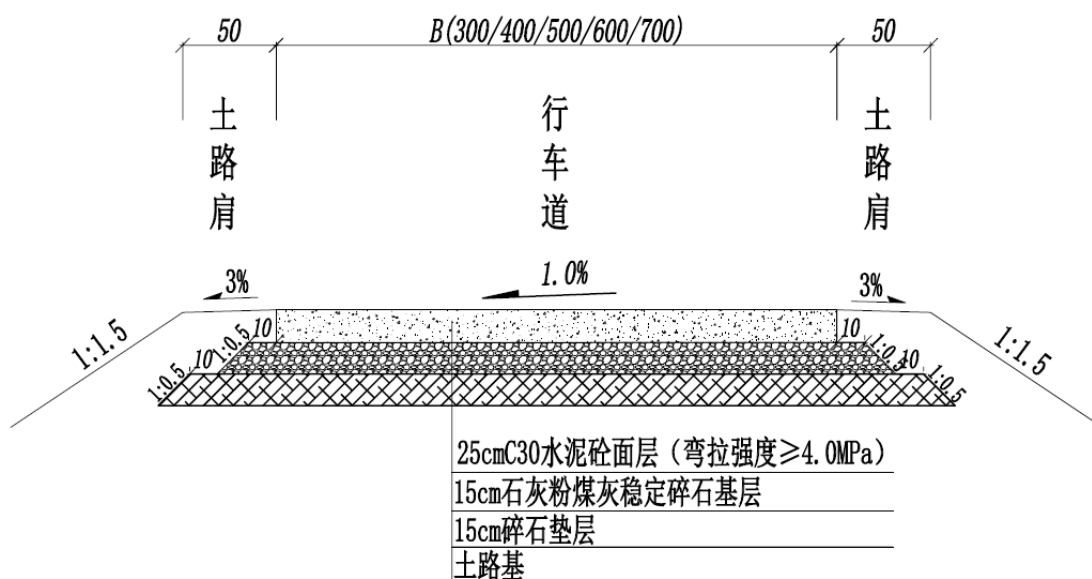 50
B(300/400/500/600/700)
50
土路肩
行车道
土路肩
3%
1.0%
3%
1:1.5
1:0.5
10
10
1:0.5
1:1.5
1:0.5
10
10
1:0.5
25cmC30水泥砼面层（弯拉强度≥4.0MPa）
15cm石灰粉煤灰稳定碎石基层
15cm碎石垫层
土路基